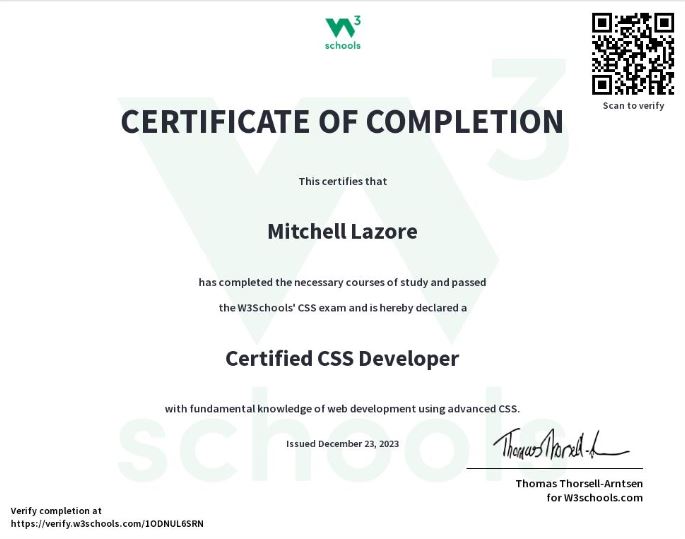 w3
schools
Scan to verify
CERTIFICATE OF COMPLETION
This certifies that
Mitchell Lazore
has completed the necessary courses of study and passed
the W3Schools' CSS exam and is hereby declared a
Certified CSS Developer
with fundamental knowledge of web development using advanced CSS.
Issued December 23, 2023
Thomas Thorsell-A
Thomas Thorsell-Arntsen
for W3schools.com
Verify completion at
https://verify.w3schools.com/1ODNUL6SRN
w3
schools